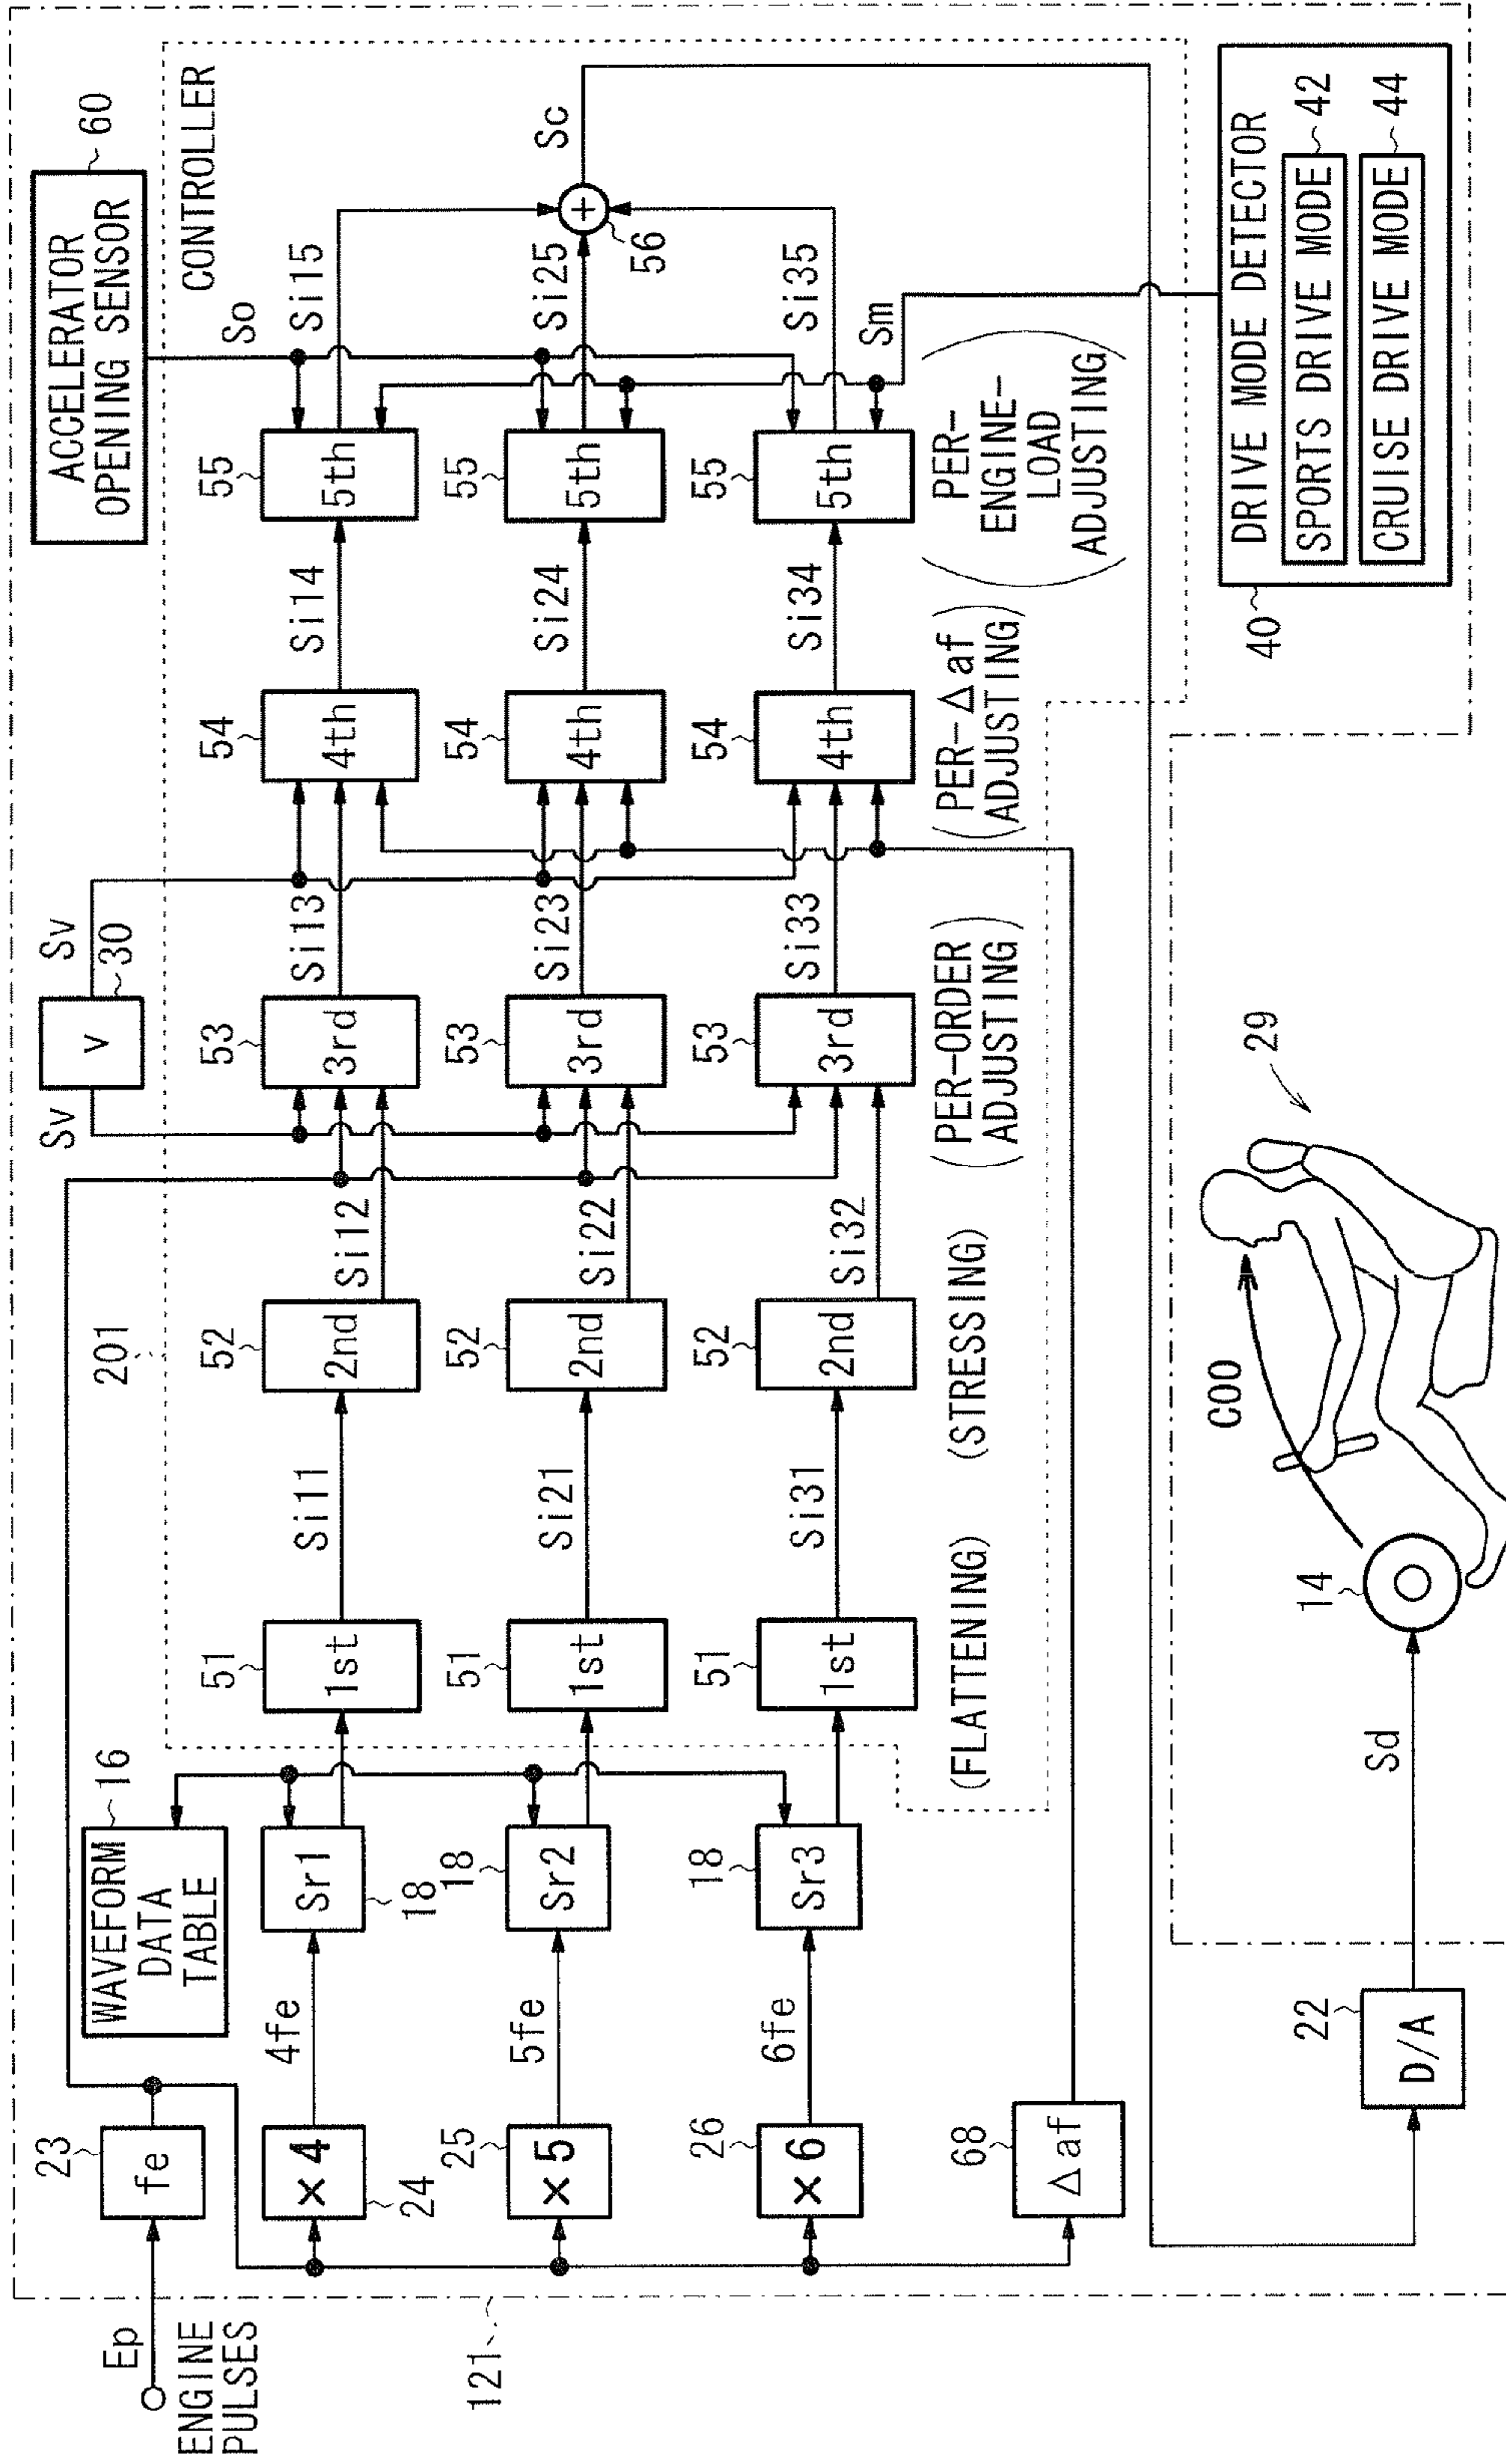 ACCELERATOR
OPENING SENSOR
60
CONTROLLER
Ep
ENGINE
PULSES
23
fe
WAVEFORM
DATA
TABLE
16
201
Sv
v
30
Sv
So
×4
24
4fe
Sr1
18
51
1st
Si11
52
2nd
Si12
53
3rd
Si13
54
4th
Si14
55
5th
Si15
25
×5
5fe
18
Sr2
51
1st
Si21
52
2nd
Si22
53
3rd
Si23
54
4th
Si24
55
5th
Si25
+
56
Sc
26
×6
6fe
18
Sr3
51
1st
Si31
52
2nd
Si32
53
3rd
Si33
54
4th
Si34
55
5th
Si35
Sm
(FLATTENING)
(STRESSING)
(PER-ORDER
ADJUSTING)
(PER-Δaf
ADJUSTING)
(PER-
ENGINE-
LOAD
ADJUSTING)
68
Δaf
121
DRIVE MODE DETECTOR
SPORTS DRIVE MODE
42
CRUISE DRIVE MODE
44
40
22
D/A
Sd
14
C00
29